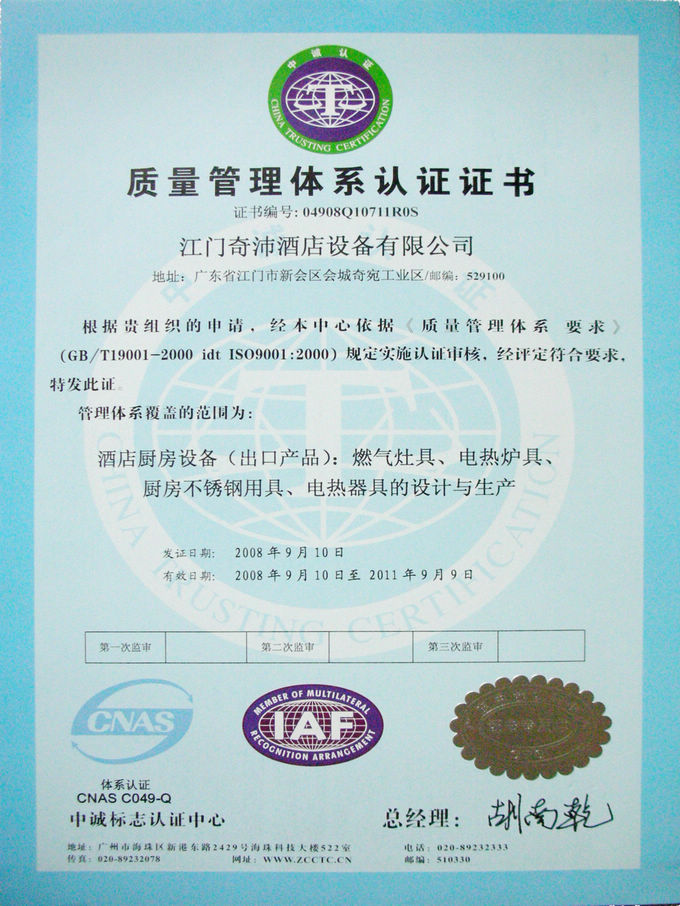 中诚认证
CHINA TRUSTING CERTIFICATION
质量管理体系认证证书
证书编号: 04908Q10711R0S
江门奇沛酒店设备有限公司
地址：广东省江门市新会区会城奇宛工业区/邮编：529100
根据贵组织的申请，经本中心依据《质量管理体系 要求》
（GB/T19001-2000 idt ISO9001:2000）规定实施认证审核，经评定符合要求，
特发此证。
管理体系覆盖的范围为：
酒店厨房设备（出口产品）：燃气灶具、电热炉具、
厨房不锈钢用具、电热器具的设计与生产
发证日期： 2008年9月10日
有效日期： 2008年9月10日至 2011年9月9日
第一次监审 第二次监审 第三次监审
CNAS
MEMBER OF MULTILATERAL
IAF
RECOGNITION ARRANGEMENT
体系认证
CNAS C049-Q
中诚标志认证中心
总经理： 胡南乾
地址：广州市海珠区新港东路2429号海珠科技大楼522室
电话：020-89232333
传真：020-89232078
网址：WWW.ZCCTC.CN
邮编：510330